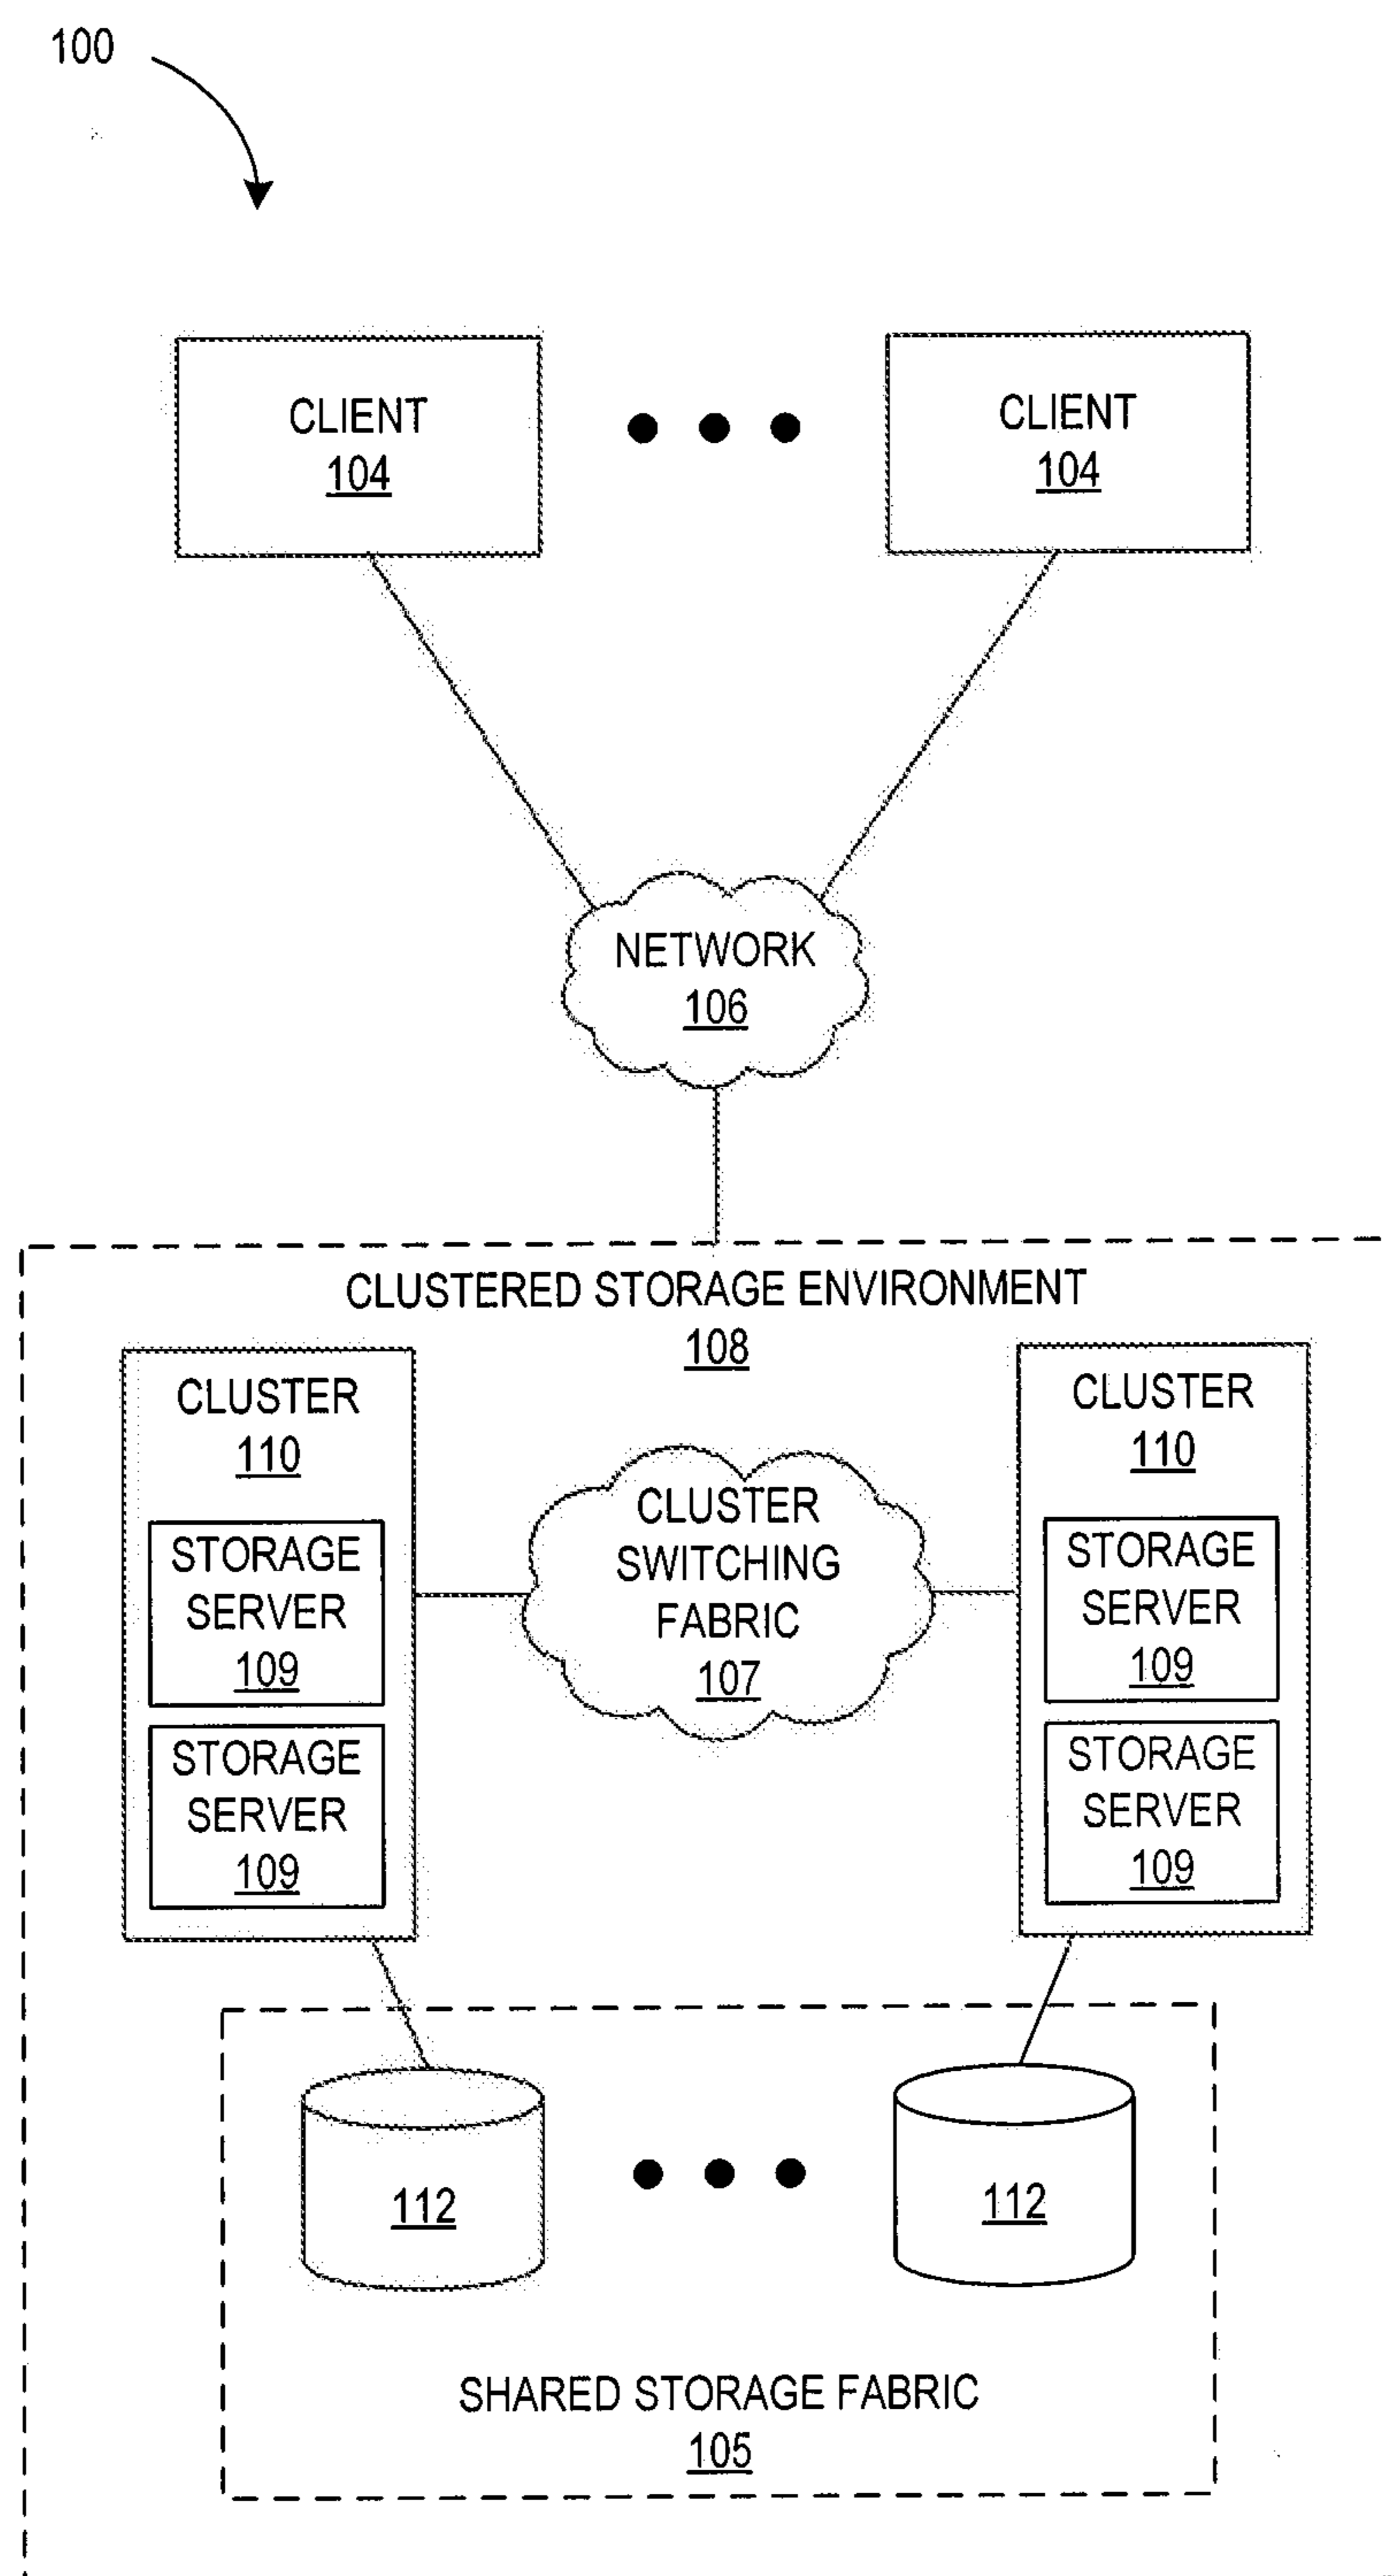 100
CLIENT
104
CLIENT
104
NETWORK
106
CLUSTERED STORAGE ENVIRONMENT
108
CLUSTER
110
STORAGE
SERVER
109
STORAGE
SERVER
109
CLUSTER
SWITCHING
FABRIC
107
CLUSTER
110
STORAGE
SERVER
109
STORAGE
SERVER
109
112
112
SHARED STORAGE FABRIC
105